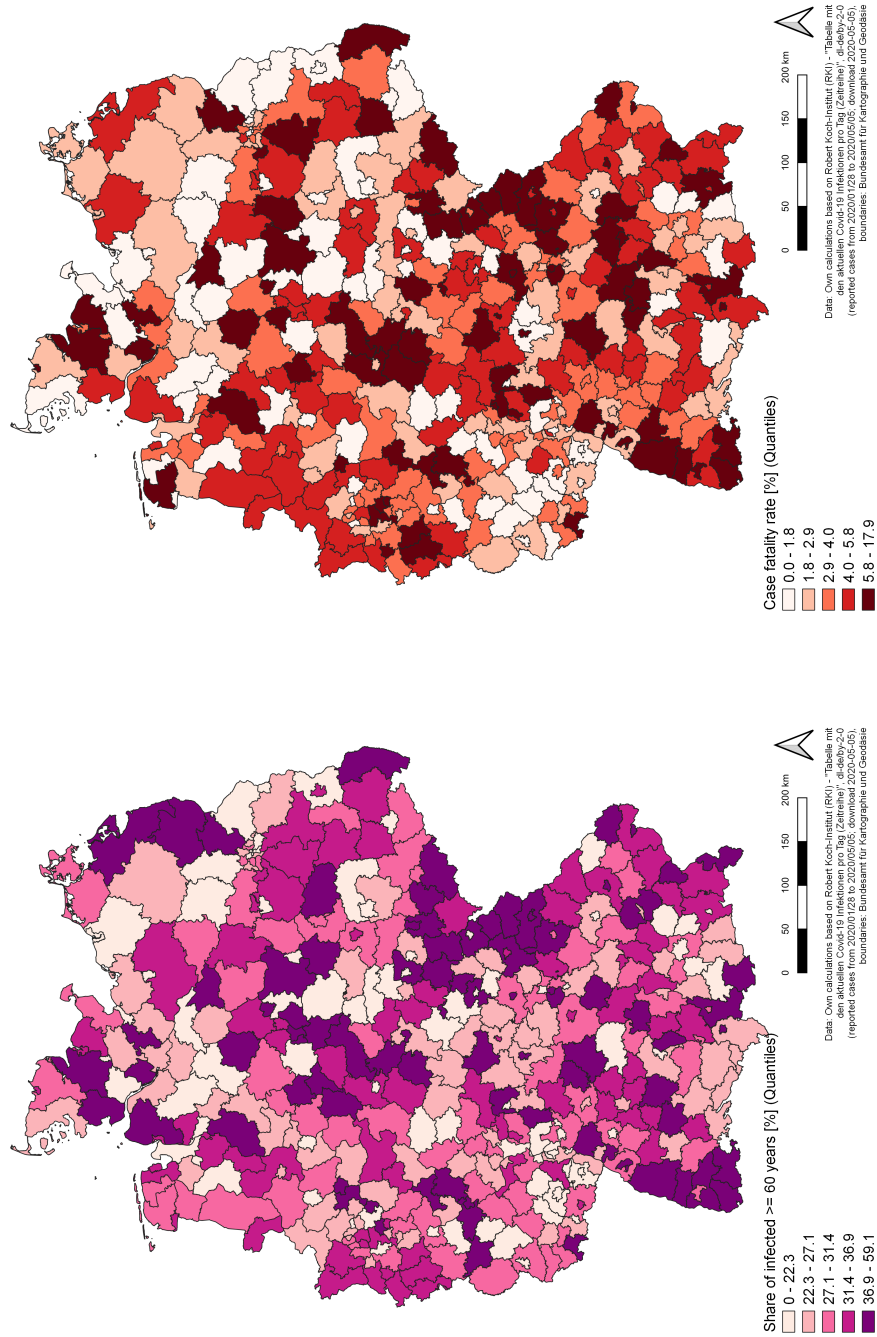 Case fatality rate [%] (Quantiles)
0.0 - 1.8
1.8 - 2.9
2.9 - 4.0
4.0 - 5.8
5.8 - 17.9
0 50 100 150 200 km
Data: Own calculations based on Robert Koch-Institut (RKI) - "Tabelle mit
den aktuellen Covid-19 Infektionen pro Tag (Zeitreihe)", dl-de/by-2-0
(reported cases from 2020/01/28 to 2020/05/05; download 2020-05-05),
boundaries: Bundesamt für Kartographie und Geodäsie
Share of infected >= 60 years [%] (Quantiles)
0 - 22.3
22.3 - 27.1
27.1 - 31.4
31.4 - 36.9
36.9 - 59.1
0 50 100 150 200 km
Data: Own calculations based on Robert Koch-Institut (RKI) - "Tabelle mit
den aktuellen Covid-19 Infektionen pro Tag (Zeitreihe)", dl-de/by-2-0
(reported cases from 2020/01/28 to 2020/05/05; download 2020-05-05),
boundaries: Bundesamt für Kartographie und Geodäsie